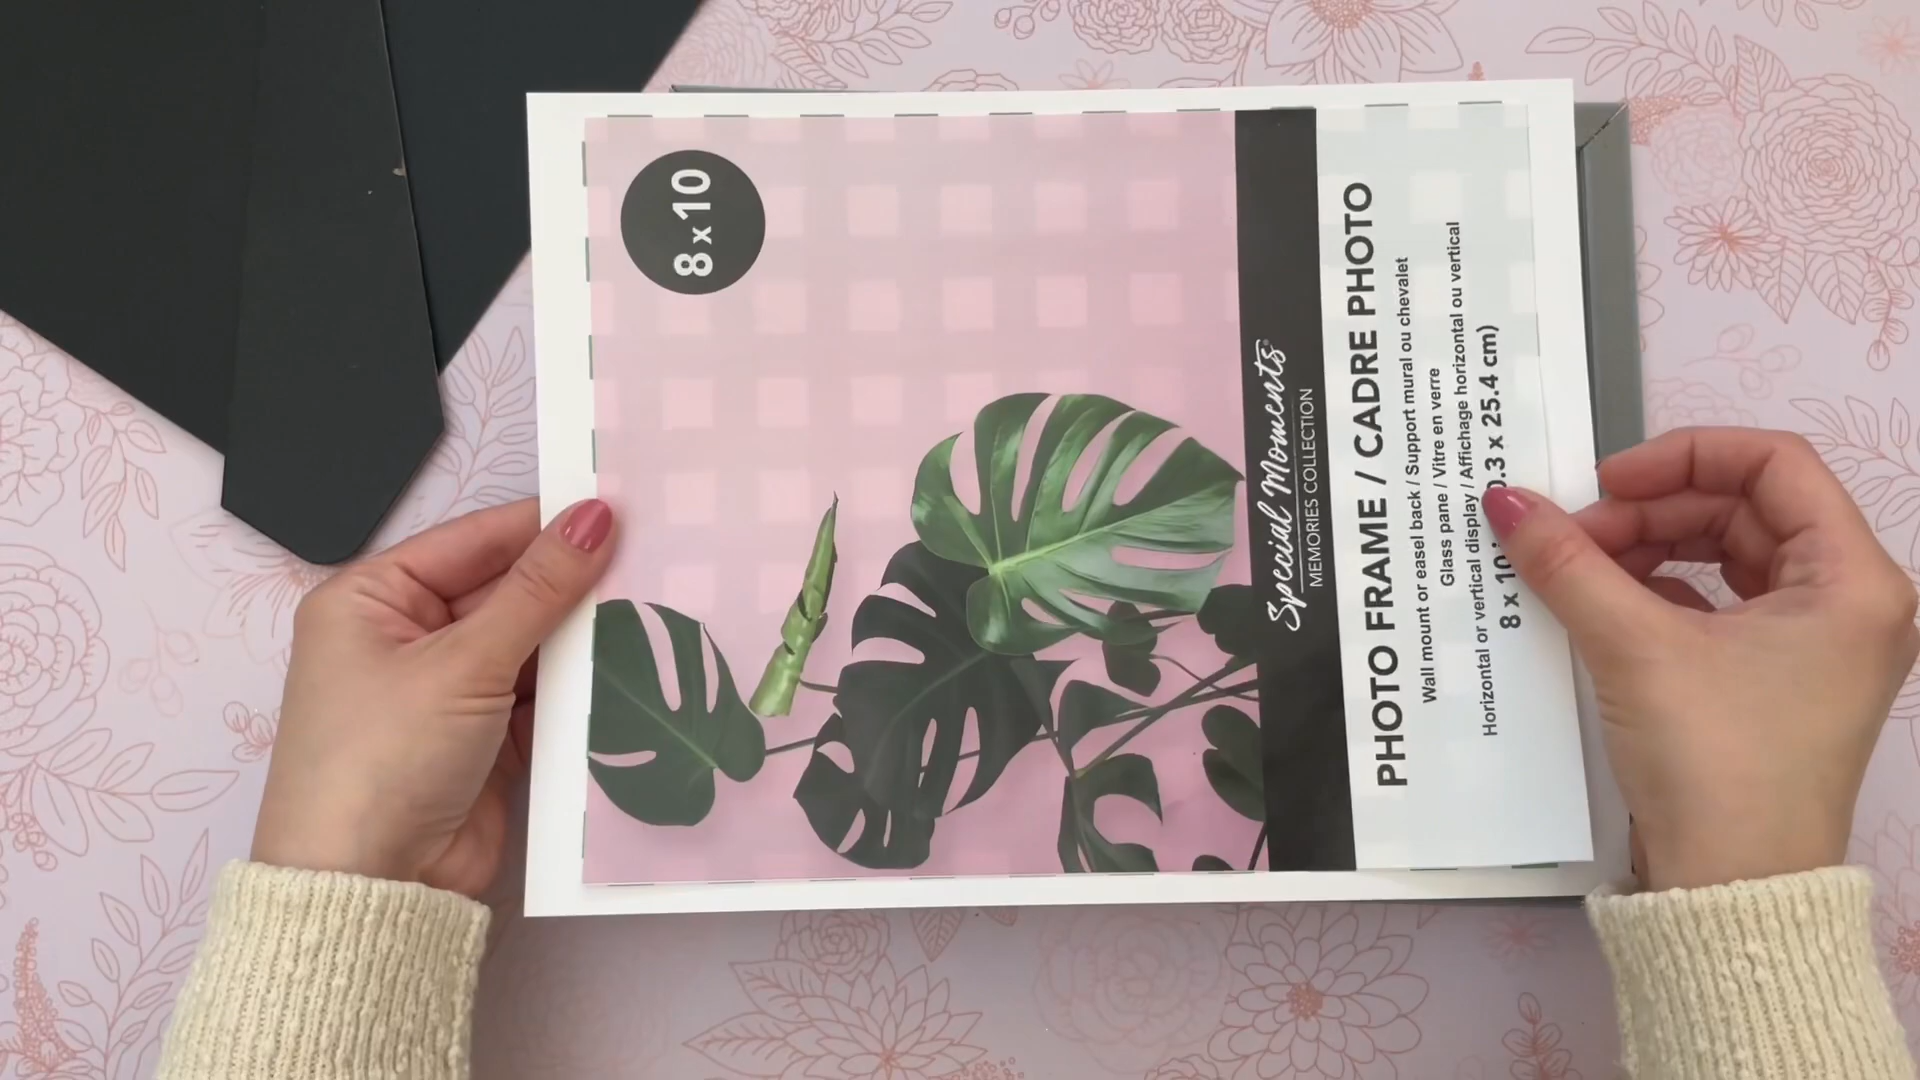 8 x 10
Special Moments®
MEMORIES COLLECTION
PHOTO FRAME / CADRE PHOTO
Wall mount or easel back / Support mural ou chevalet
Glass pane / Vitre en verre
Horizontal or vertical display / Affichage horizontal ou vertical
8 x 10 .3 x 25.4 cm)